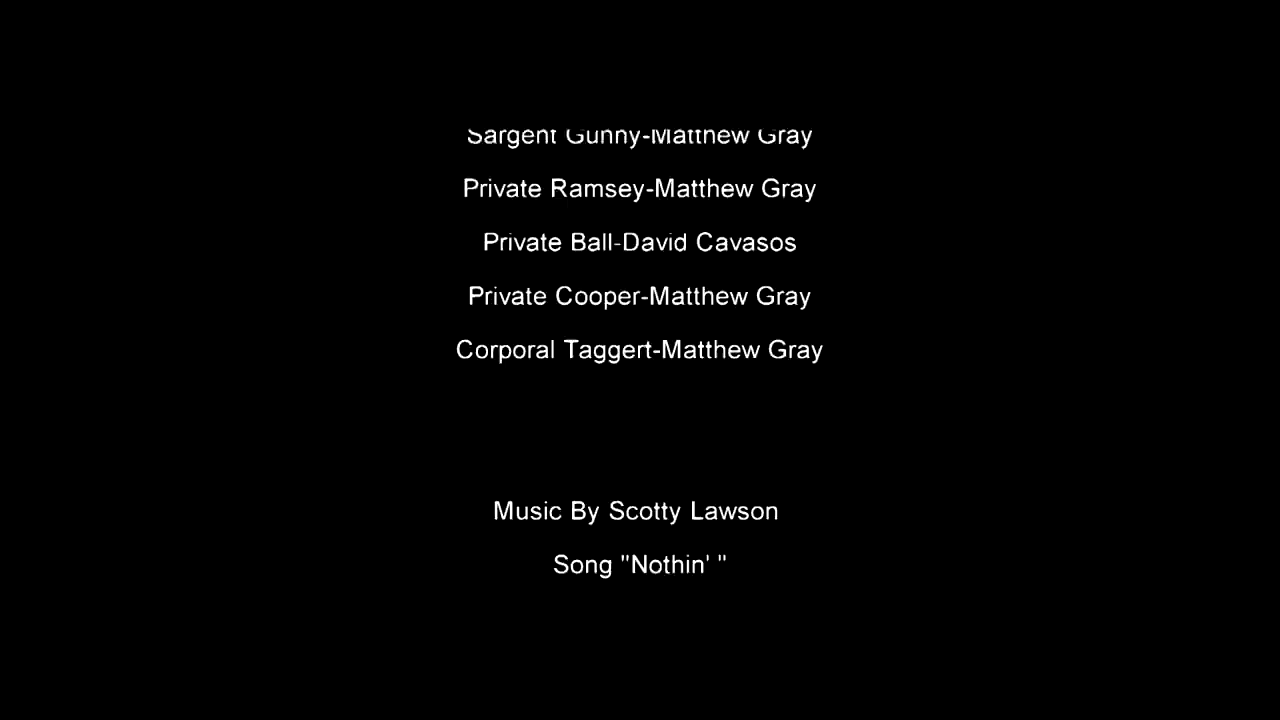 Sargent Gunny-Matthew Gray
Private Ramsey-Matthew Gray
Private Ball-David Cavasos
Private Cooper-Matthew Gray
Corporal Taggert-Matthew Gray
Music By Scotty Lawson
Song "Nothin' "